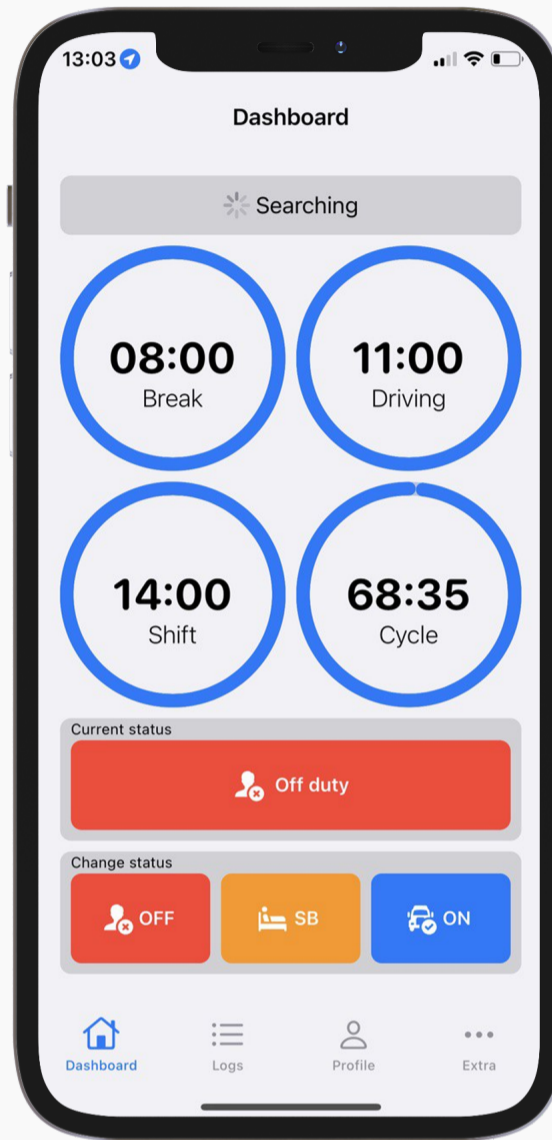 13:03
Dashboard
Searching
08:00
Break
11:00
Driving
14:00
Shift
68:35
Cycle
Current status
Off duty
Change status
OFF
SB
ON
Dashboard
Logs
Profile
Extra